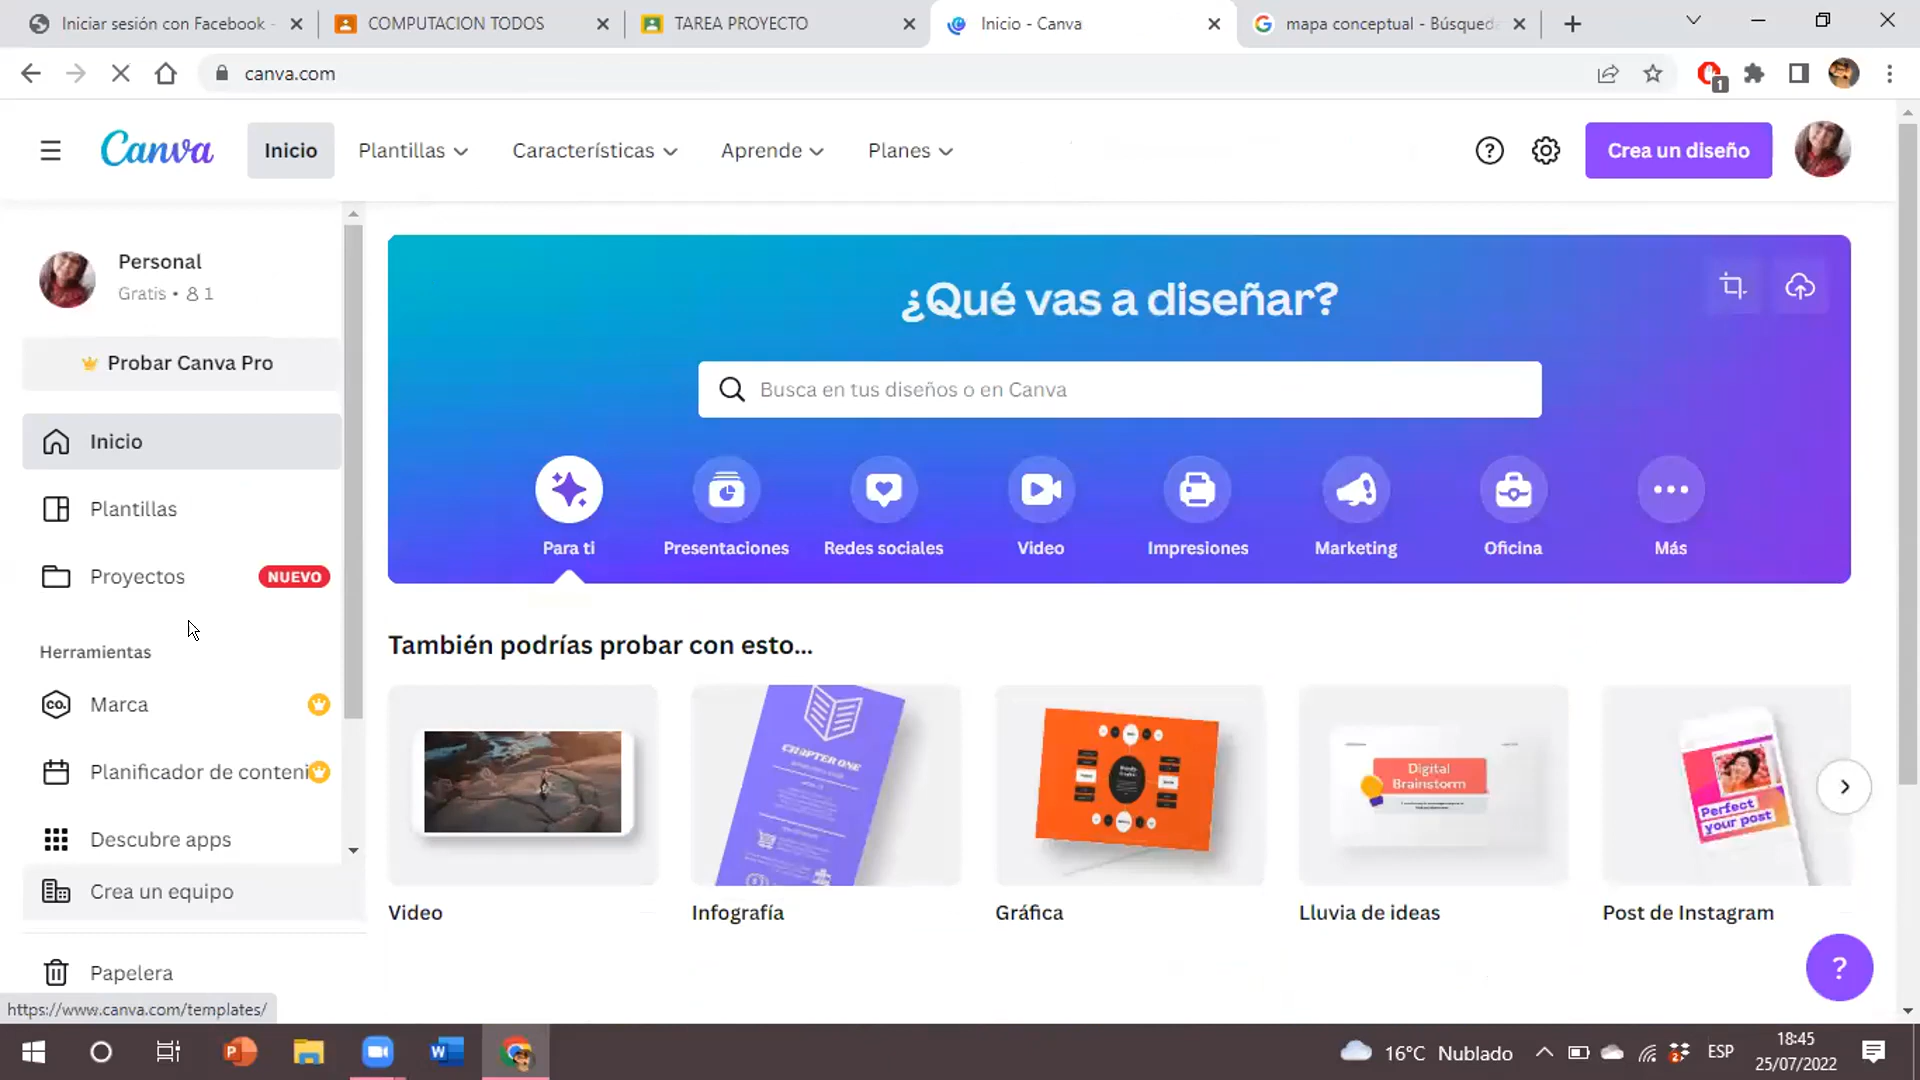 Iniciar sesión con Facebook -
COMPUTACION TODOS
TAREA PROYECTO
Inicio - Canva
mapa conceptual - Búsqueda
canva.com
1
Canva
Inicio
Plantillas
Características
Aprende
Planes
Crea un diseño
Personal
Gratis • 1
Probar Canva Pro
Inicio
Plantillas
Proyectos
NUEVO
Herramientas
CO.
Marca
Planificador de conteni
Descubre apps
Crea un equipo
Papelera
https://www.canva.com/templates/
¿Qué vas a diseñar?
Busca en tus diseños o en Canva
Para ti
Presentaciones
Redes sociales
Video
Impresiones
Marketing
Oficina
Más
También podrías probar con esto...
CHAPTER ONE
Digital
Brainstorm
Perfect
your post
Video
Infografía
Gráfica
Lluvia de ideas
Post de Instagram
?
16°C Nublado
ESP
18:45
25/07/2022